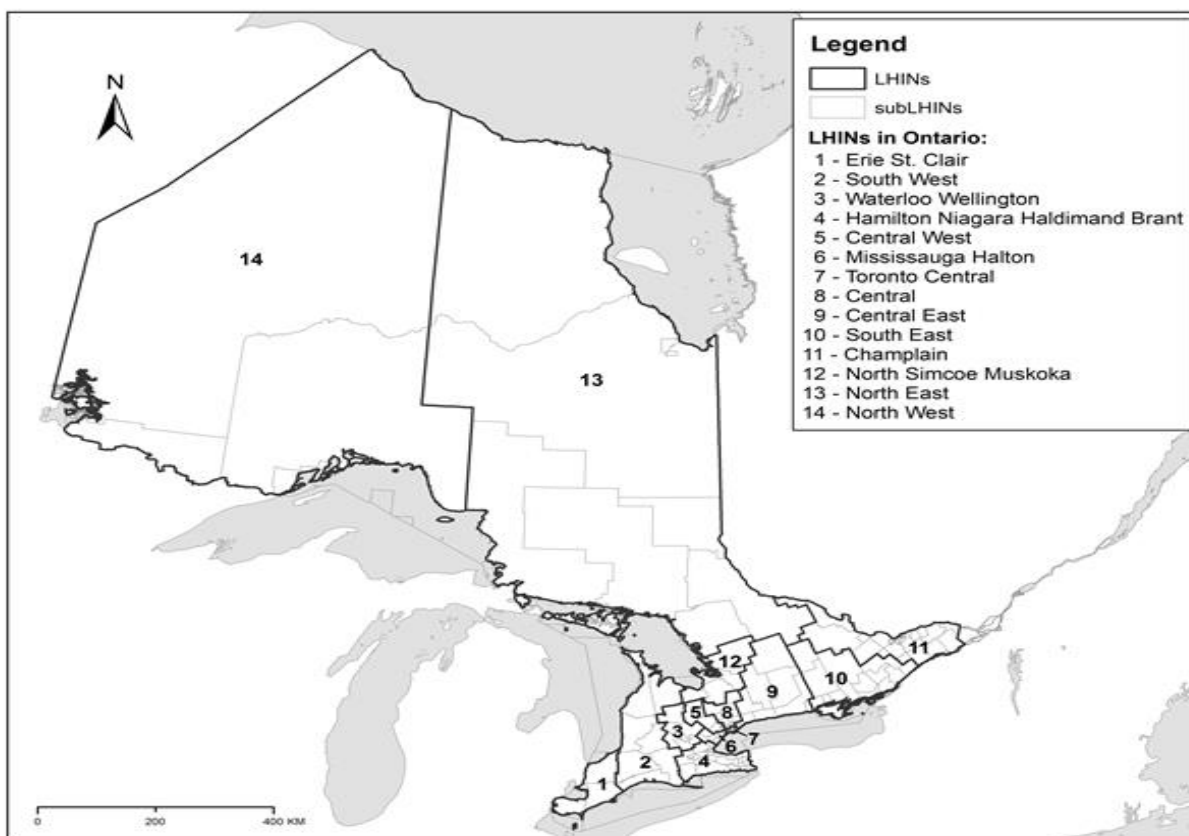 N
Legend
LHINs
subLHINs
LHINs in Ontario:
1 - Erie St. Clair
2 - South West
3 - Waterloo Wellington
4 - Hamilton Niagara Haldimand Brant
5 - Central West
6 - Mississauga Halton
7 - Toronto Central
8 - Central
9 - Central East
10 - South East
11 - Champlain
12 - North Simcoe Muskoka
13 - North East
14 - North West
14
13
12
11
10
9
5
8
3
7
6
2
4
1
0 200 400 KM